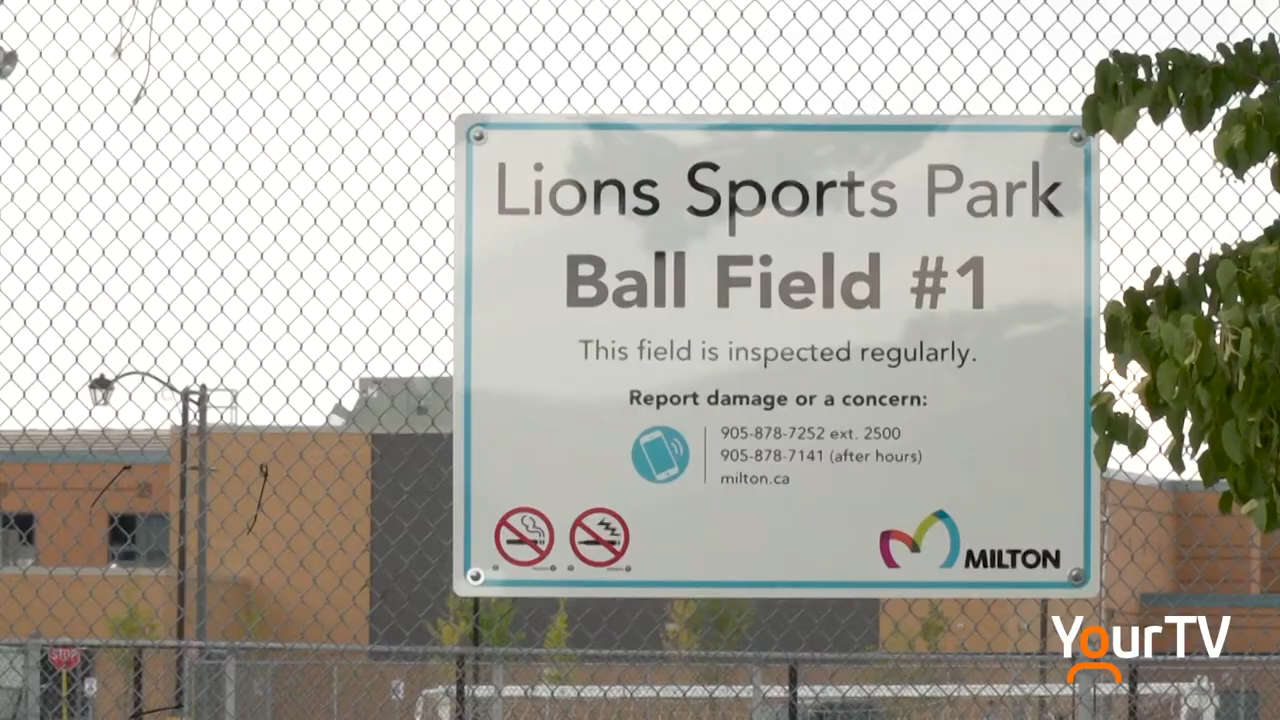 Lions Sports Park
Ball Field #1
This field is inspected regularly.
Report damage or a concern:
905-878-7252 ext. 2500
905-878-7141 (after hours)
milton.ca
MILTON
STOP
YourTV